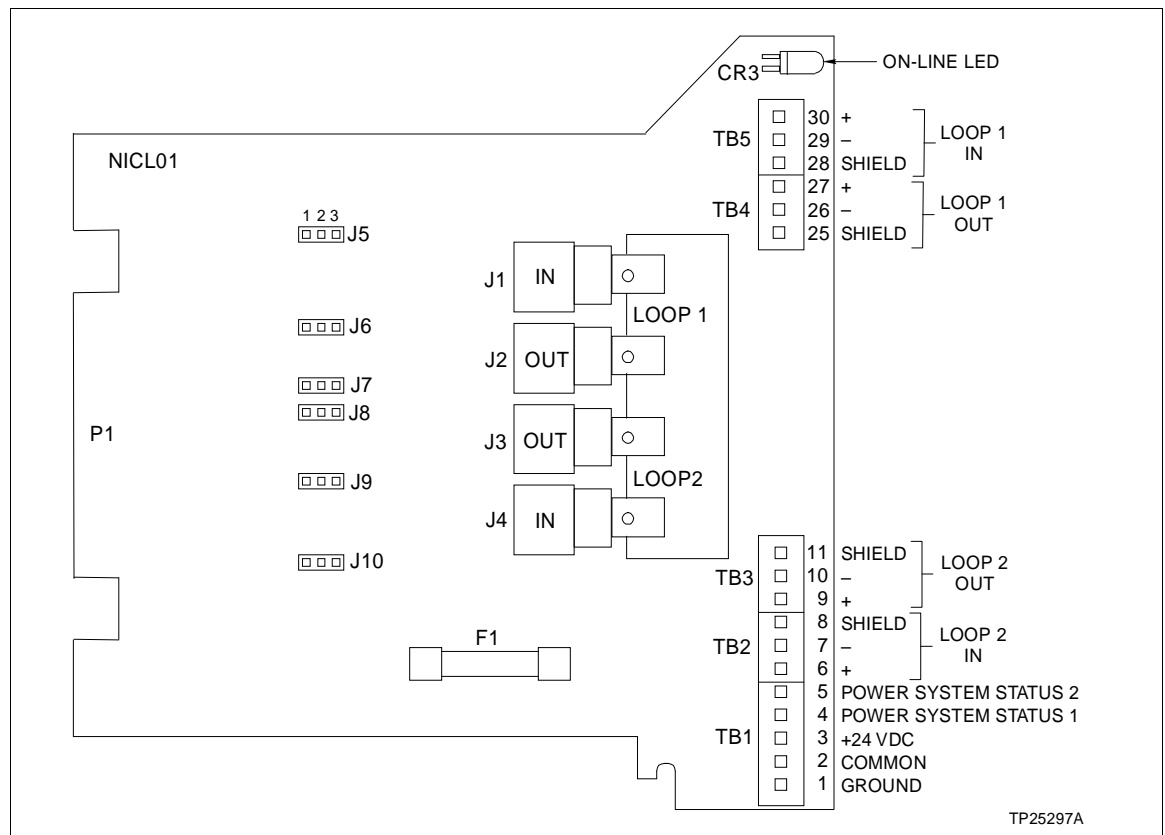 CR3
ON-LINE LED
NICL01
TB5
30 +
29 –
28 SHIELD
LOOP 1
IN
TB4
27 +
26 –
25 SHIELD
LOOP 1
OUT
1 2 3
J5
J6
J7
J8
J9
J10
P1
J1
IN
LOOP 1
J2
OUT
J3
OUT
LOOP2
J4
IN
F1
TB3
11 SHIELD
10 –
9 +
LOOP 2
OUT
TB2
8 SHIELD
7 –
6 +
LOOP 2
IN
TB1
5 POWER SYSTEM STATUS 2
4 POWER SYSTEM STATUS 1
3 +24 VDC
2 COMMON
1 GROUND
TP25297A